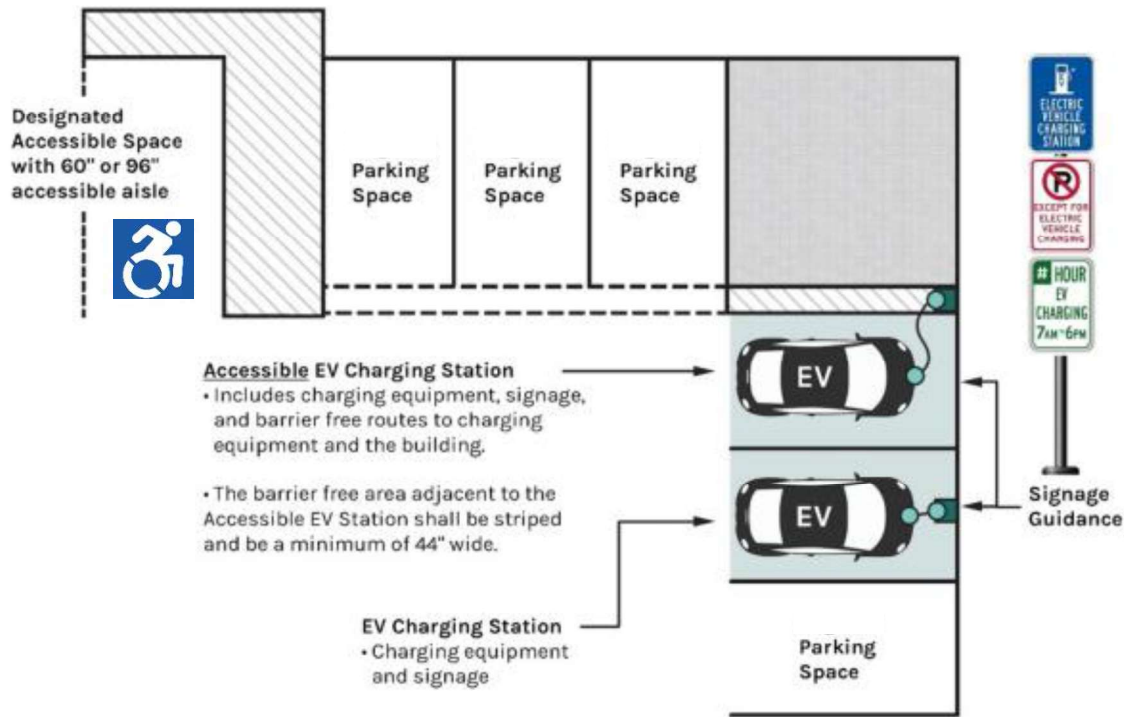 Designated
Accessible Space
with 60" or 96"
accessible aisle
Parking
Space
Parking
Space
Parking
Space
ELECTRIC
VEHICLE
CHARGING
STATION
P
EXCEPT FOR
ELECTRIC
VEHICLE
CHARGING
# HOUR
EV
CHARGING
7AM-6PM
Accessible EV Charging Station
• Includes charging equipment, signage,
and barrier free routes to charging
equipment and the building.
• The barrier free area adjacent to the
Accessible EV Station shall be striped
and be a minimum of 44" wide.
EV
EV
Signage
Guidance
EV Charging Station
• Charging equipment
and signage
Parking
Space